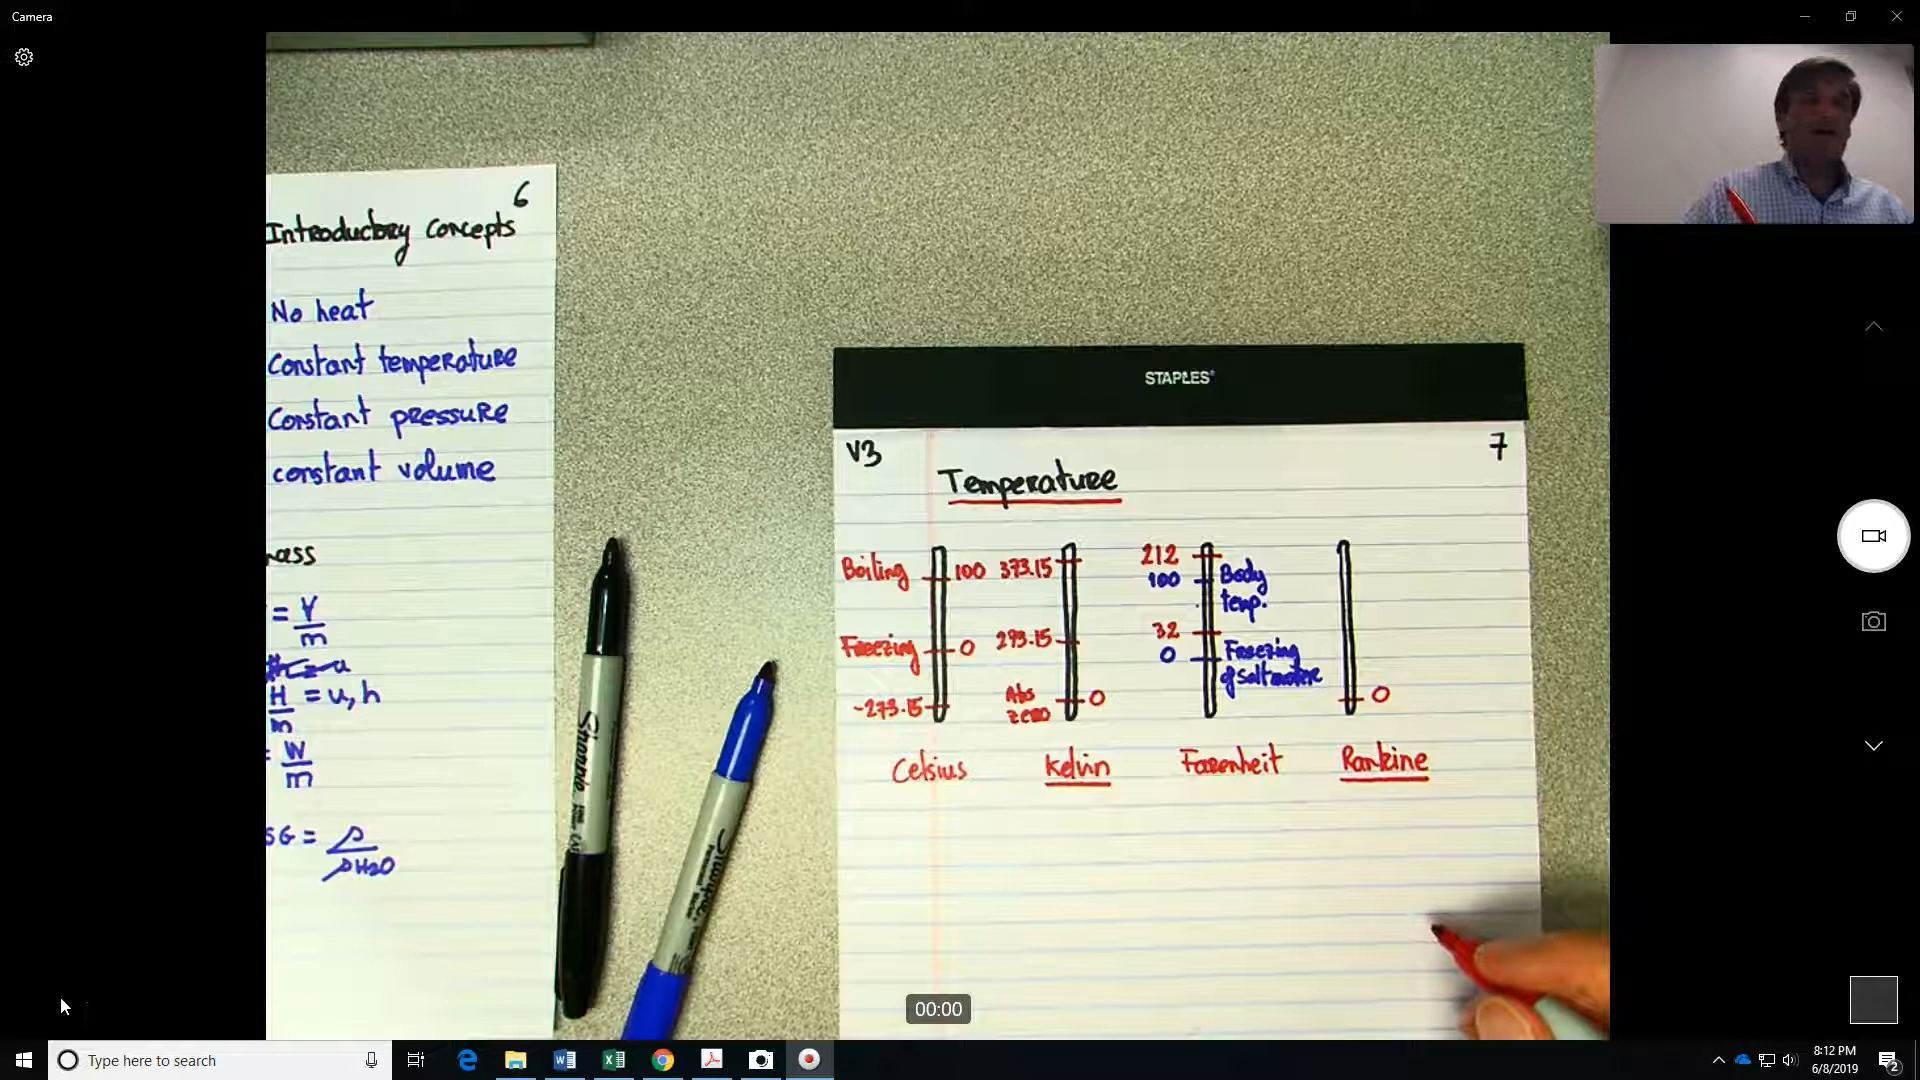 Camera
6
Introductory concepts
No heat
Constant temperature
Constant pressure
constant volume
mass
= V
m
H = u, h
m
= W
m
SG = ρ
ρH2O
STAPLES
V3 7
Temperature
Boiling 100 373.15 212
100 Body
temp.
Freezing 0 273.15 32
0 Freezing
of salt water
-273.15 Abs
zero 0 0
Celsius Kelvin Farenheit Rankine
Sharpie
Sharpie
00:00
Type here to search
8:12 PM
6/8/2019
2